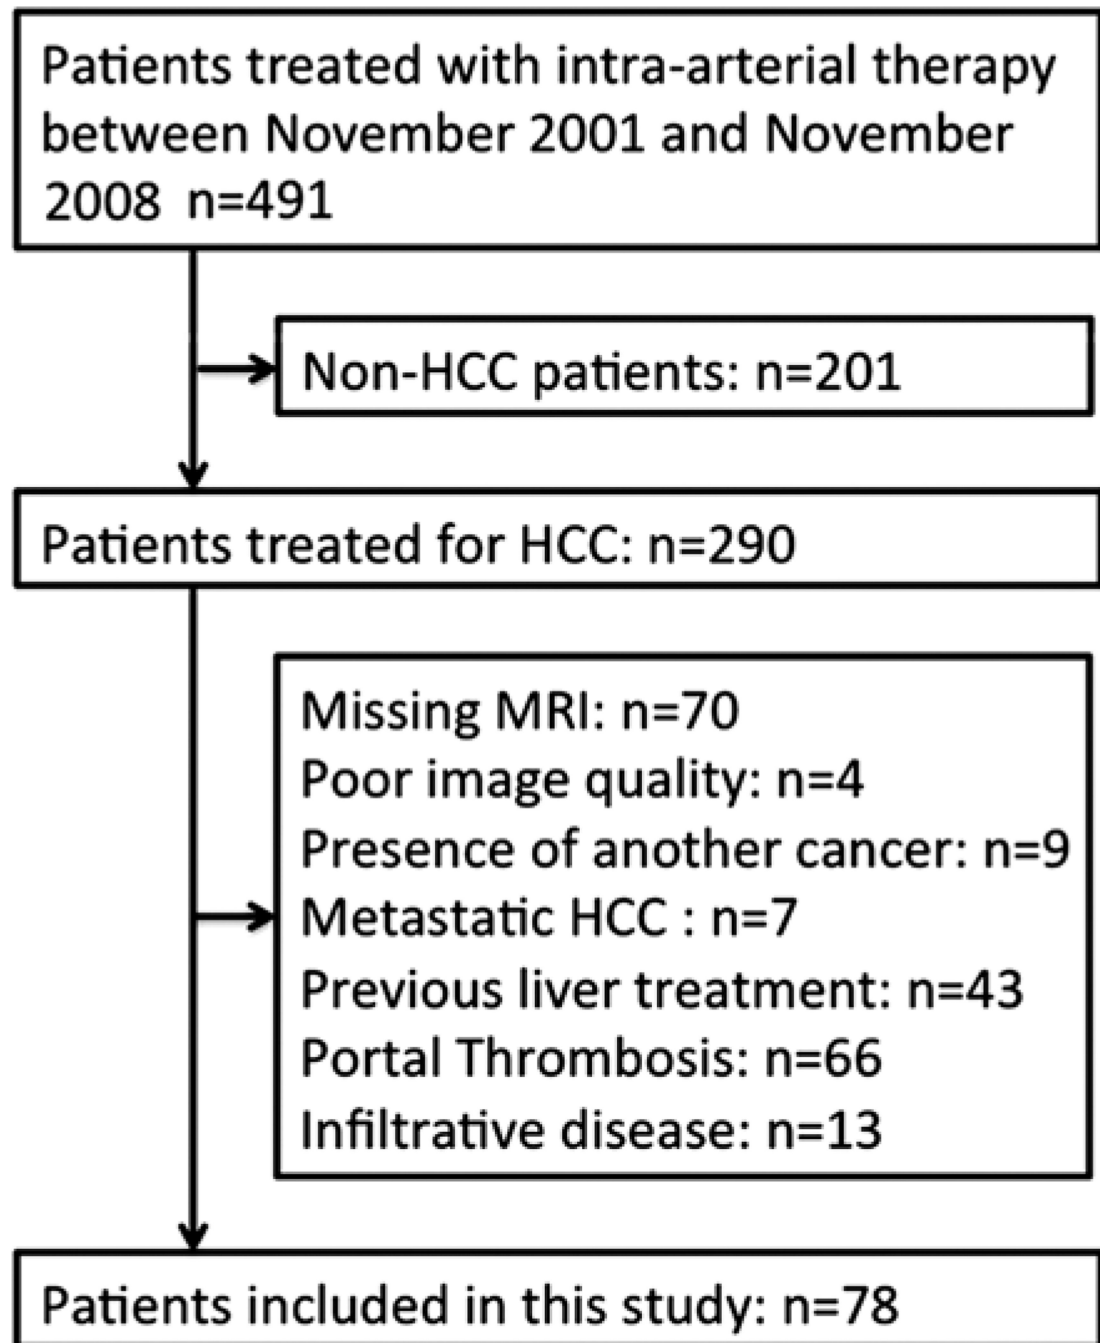 Patients treated with intra-arterial therapy
between November 2001 and November
2008 n=491
Non-HCC patients: n=201
Patients treated for HCC: n=290
Missing MRI: n=70
Poor image quality: n=4
Presence of another cancer: n=9
Metastatic HCC : n=7
Previous liver treatment: n=43
Portal Thrombosis: n=66
Infiltrative disease: n=13
Patients included in this study: n=78